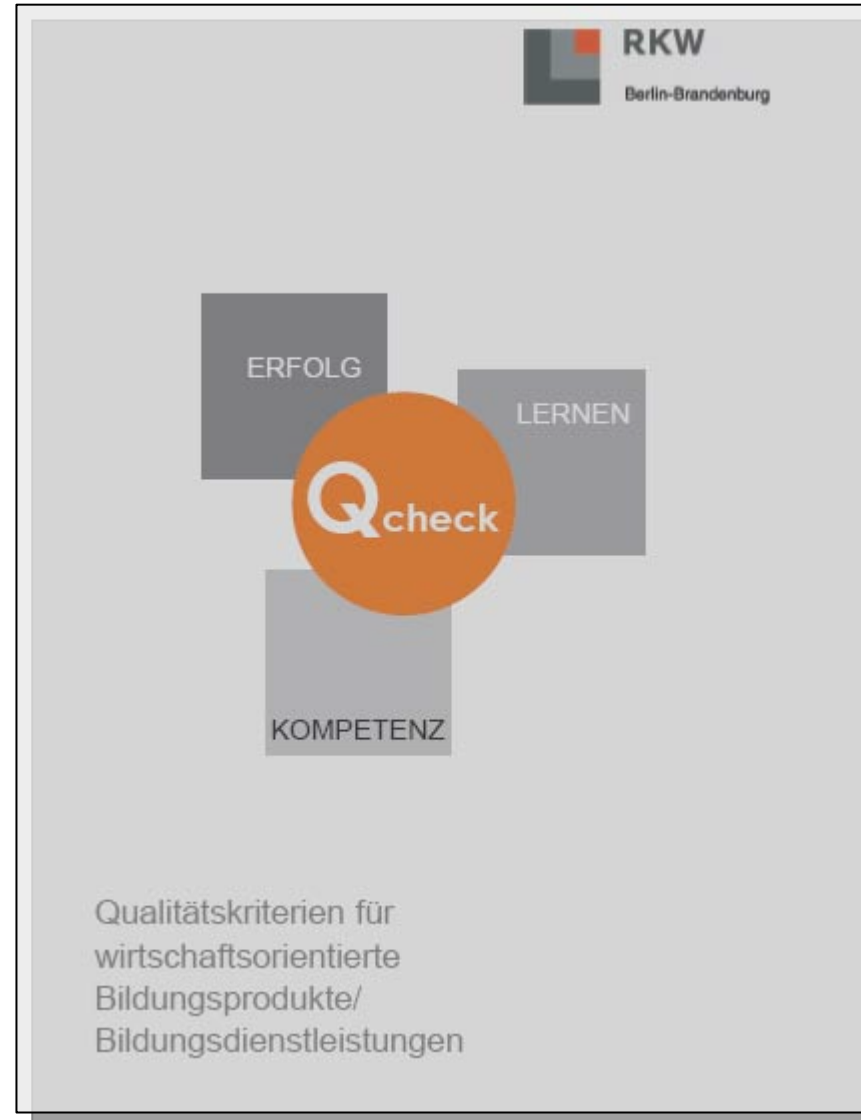 RKW
Berlin-Brandenburg
ERFOLG
LERNEN
Qcheck
KOMPETENZ
Qualitätskriterien für
wirtschaftsorientierte
Bildungsprodukte/
Bildungsdienstleistungen